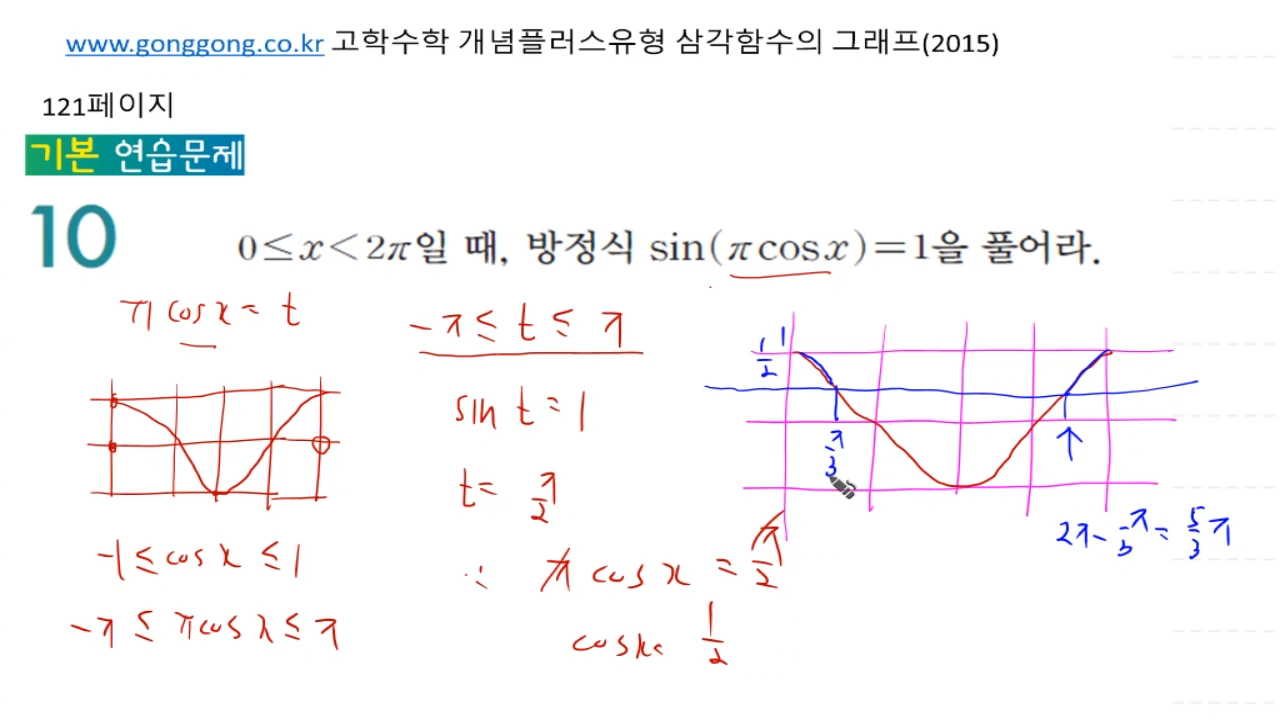 www.gonggong.co.kr 고학수학 개념플러스유형 삼각함수의 그래프(2015)
121페이지
기본 연습문제
10
0≤x<2π일 때, 방정식 sin(π cos x)=1을 풀어라.
π cos x = t
-π ≤ t ≤ π
sin t = 1
t = π/2
-1 ≤ cos x ≤ 1
-π ≤ π cos x ≤ π
∴ π cos x = π/2
cos x = 1/2
1
1/2
π/3
2π - π/3 = 5/3 π